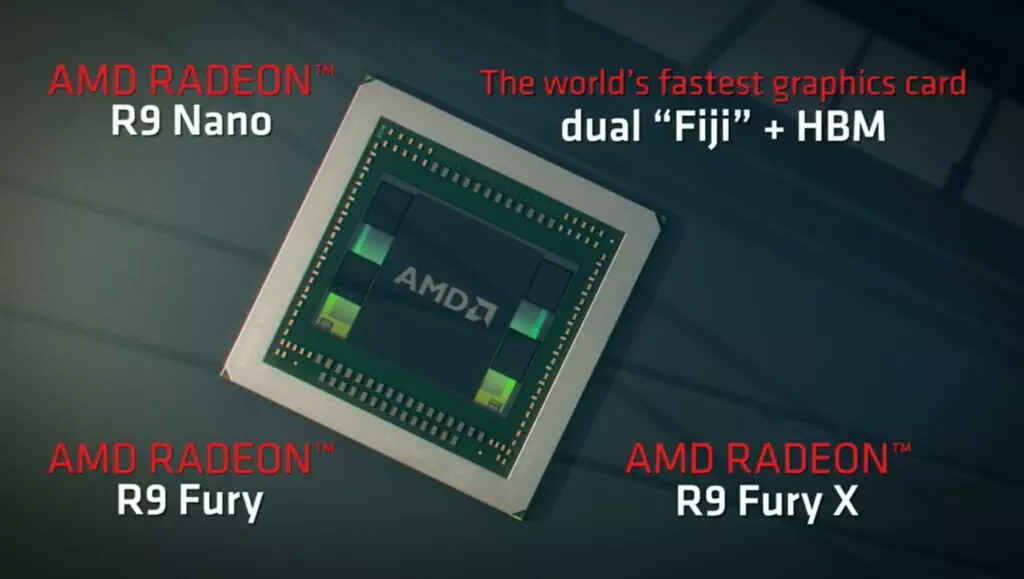 AMD RADEON™
R9 Nano
The world's fastest graphics card
dual “Fiji” + HBM
AMD
AMD RADEON™
R9 Fury
AMD RADEON™
R9 Fury X